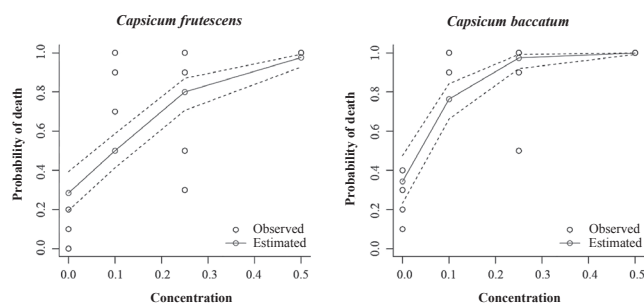 Capsicum frutescens
Probability of death
1.0
0.8
0.6
0.4
0.2
0.0
0.0
0.1
0.2
0.3
0.4
0.5
Concentration
Observed
Estimated
Capsicum baccatum
Probability of death
1.0
0.8
0.6
0.4
0.2
0.0
0.0
0.1
0.2
0.3
0.4
0.5
Concentration
Observed
Estimated